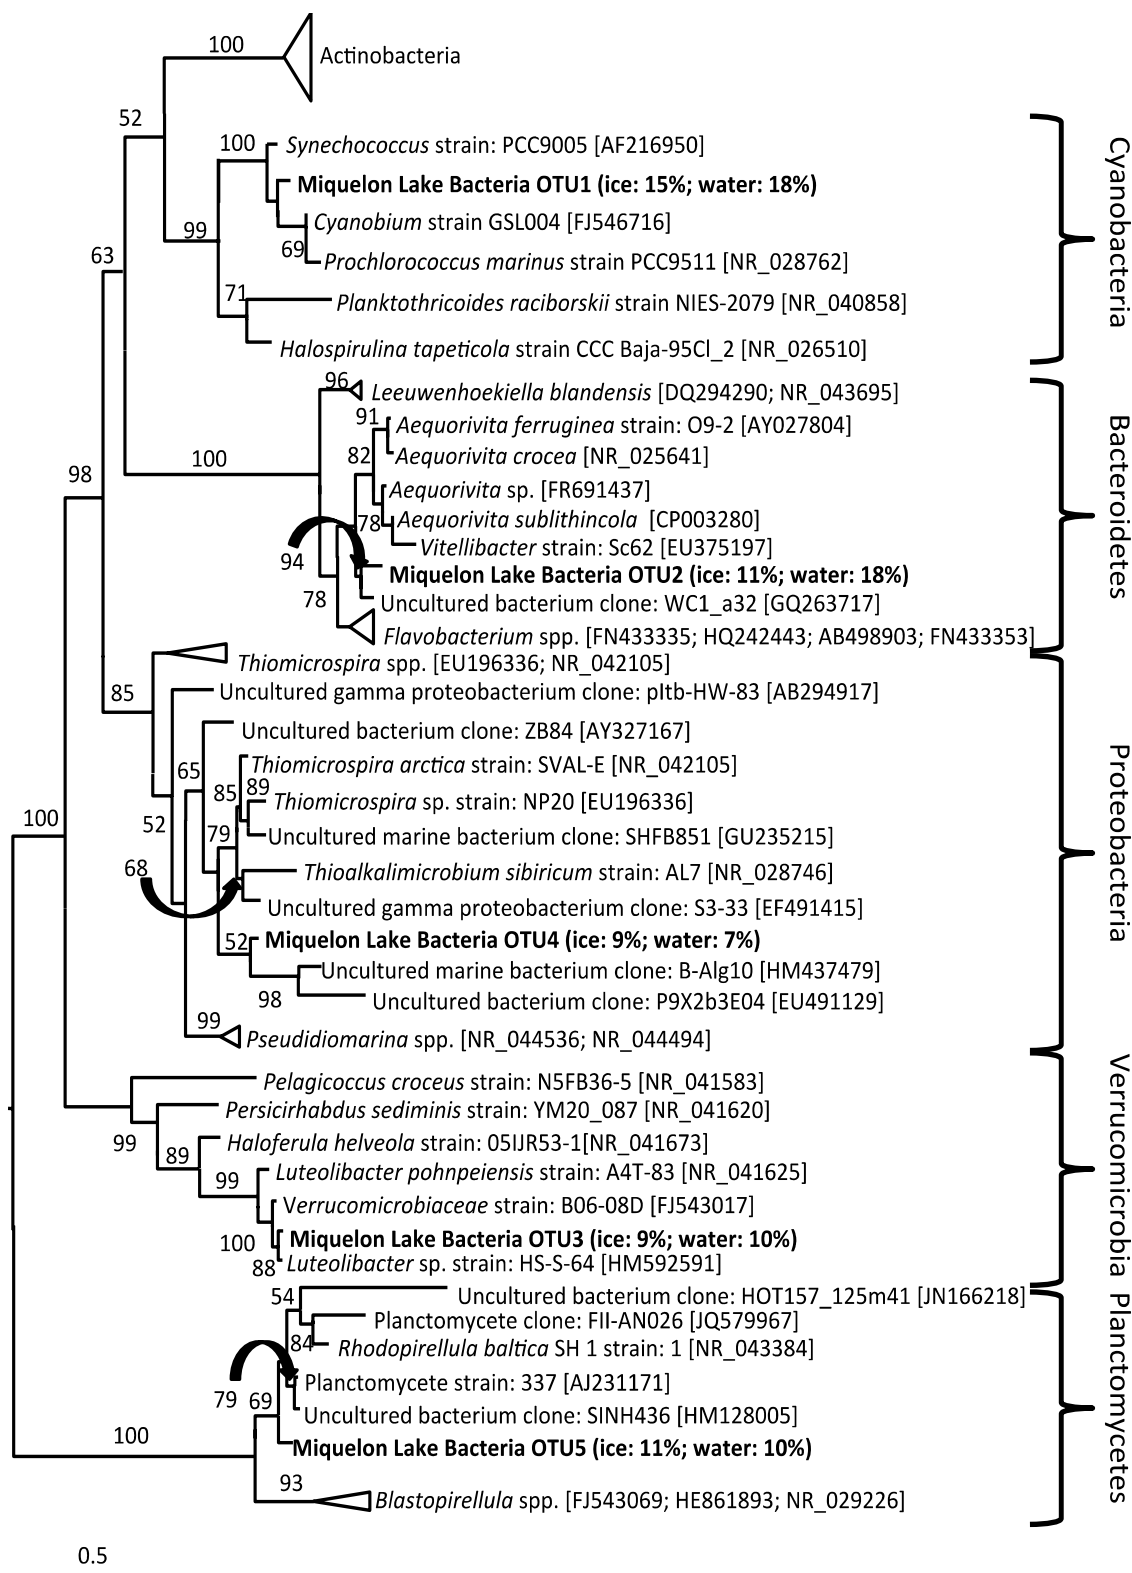 100
Actinobacteria
52
100
Synechococcus strain: PCC9005 [AF216950]
Miquelon Lake Bacteria OTU1 (ice: 15%; water: 18%)
Cyanobium strain GSL004 [FJ546716]
99
69
Prochlorococcus marinus strain PCC9511 [NR_028762]
63
71
Planktothricoides raciborskii strain NIES-2079 [NR_040858]
Halospirulina tapeticola strain CCC Baja-95Cl_2 [NR_026510]
Cyanobacteria
96
Leeuwenhoekiella blandensis [DQ294290; NR_043695]
91
Aequorivita ferruginea strain: O9-2 [AY027804]
82
Aequorivita crocea [NR_025641]
100
98
Aequorivita sp. [FR691437]
78
Aequorivita sublithincola [CP003280]
Vitellibacter strain: Sc62 [EU375197]
94
Miquelon Lake Bacteria OTU2 (ice: 11%; water: 18%)
78
Uncultured bacterium clone: WC1_a32 [GQ263717]
Flavobacterium spp. [FN433335; HQ242443; AB498903; FN433353]
Bacteroidetes
Thiomicrospira spp. [EU196336; NR_042105]
85
Uncultured gamma proteobacterium clone: pItb-HW-83 [AB294917]
Uncultured bacterium clone: ZB84 [AY327167]
65
Thiomicrospira arctica strain: SVAL-E [NR_042105]
85
89
Thiomicrospira sp. strain: NP20 [EU196336]
100
52
79
Uncultured marine bacterium clone: SHFB851 [GU235215]
68
Thioalkalimicrobium sibiricum strain: AL7 [NR_028746]
Uncultured gamma proteobacterium clone: S3-33 [EF491415]
52
Miquelon Lake Bacteria OTU4 (ice: 9%; water: 7%)
Uncultured marine bacterium clone: B-Alg10 [HM437479]
98
Uncultured bacterium clone: P9X2b3E04 [EU491129]
99
Pseudidiomarina spp. [NR_044536; NR_044494]
Proteobacteria
Pelagicoccus croceus strain: N5FB36-5 [NR_041583]
Persicirhabdus sediminis strain: YM20_087 [NR_041620]
99
Haloferula helveola strain: 05IJR53-1[NR_041673]
89
99
Luteolibacter pohnpeiensis strain: A4T-83 [NR_041625]
Verrucomicrobiaceae strain: B06-08D [FJ543017]
100
Miquelon Lake Bacteria OTU3 (ice: 9%; water: 10%)
88
Luteolibacter sp. strain: HS-S-64 [HM592591]
Verrucomicrobia
54
Uncultured bacterium clone: HOT157_125m41 [JN166218]
Planctomycete clone: FII-AN026 [JQ579967]
84
Rhodopirellula baltica SH 1 strain: 1 [NR_043384]
Planctomycete strain: 337 [AJ231171]
79
69
Uncultured bacterium clone: SINH436 [HM128005]
100
Miquelon Lake Bacteria OTU5 (ice: 11%; water: 10%)
93
Blastopirellula spp. [FJ543069; HE861893; NR_029226]
Planctomycetes
0.5